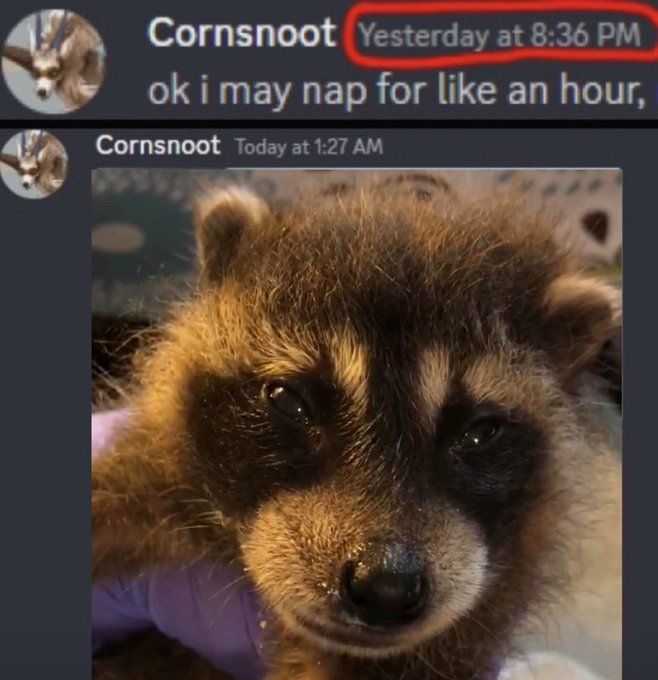 Cornsnoot Yesterday at 8:36 PM
ok i may nap for like an hour,
Cornsnoot Today at 1:27 AM